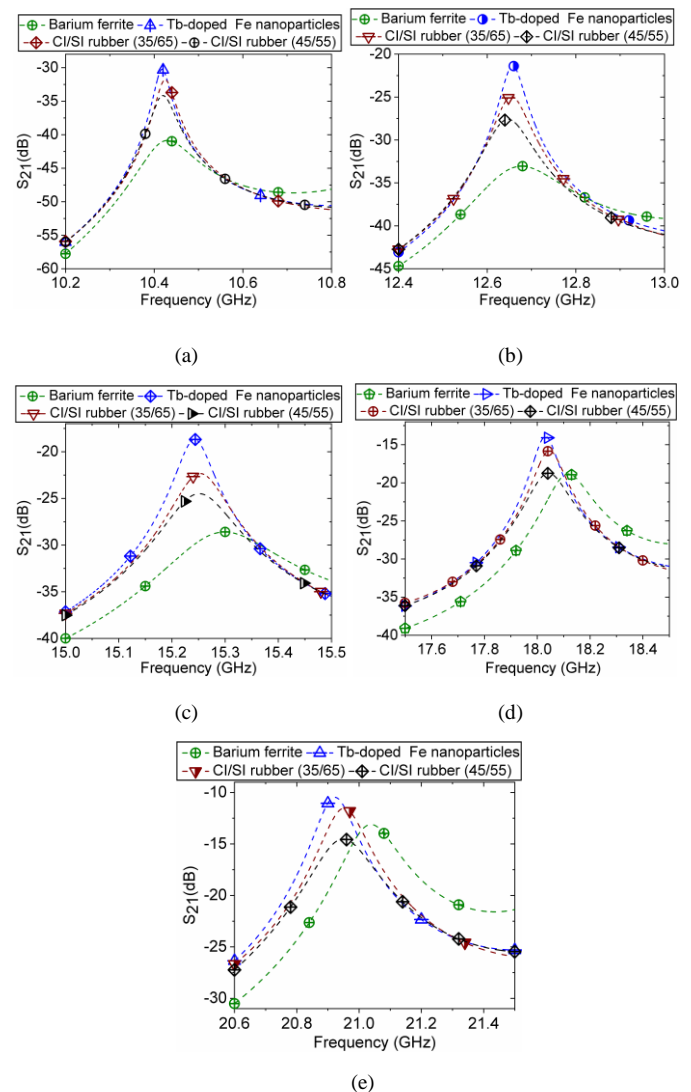 Barium ferrite Tb-doped Fe nanoparticles
CI/SI rubber (35/65) CI/SI rubber (45/55)
S21(dB)
-30
-35
-40
-45
-50
-55
-60
10.2 10.4 10.6 10.8
Frequency (GHz)
(a)
Barium ferrite Tb-doped Fe nanoparticles
CI/SI rubber (35/65) CI/SI rubber (45/55)
S21(dB)
-20
-25
-30
-35
-40
-45
12.4 12.6 12.8 13.0
Frequency (GHz)
(b)
Barium ferrite Tb-doped Fe nanoparticles
CI/SI rubber (35/65) CI/SI rubber (45/55)
S21(dB)
-15
-20
-25
-30
-35
-40
15.0 15.1 15.2 15.3 15.4 15.5
Frequency (GHz)
(c)
Barium ferrite Tb-doped Fe nanoparticles
CI/SI rubber (35/65) CI/SI rubber (45/55)
S21(dB)
-15
-20
-25
-30
-35
-40
17.6 17.8 18.0 18.2 18.4
Frequency (GHz)
(d)
Barium ferrite Tb-doped Fe nanoparticles
CI/SI rubber (35/65) CI/SI rubber (45/55)
S21(dB)
-10
-15
-20
-25
-30
20.6 20.8 21.0 21.2 21.4
Frequency (GHz)
(e)